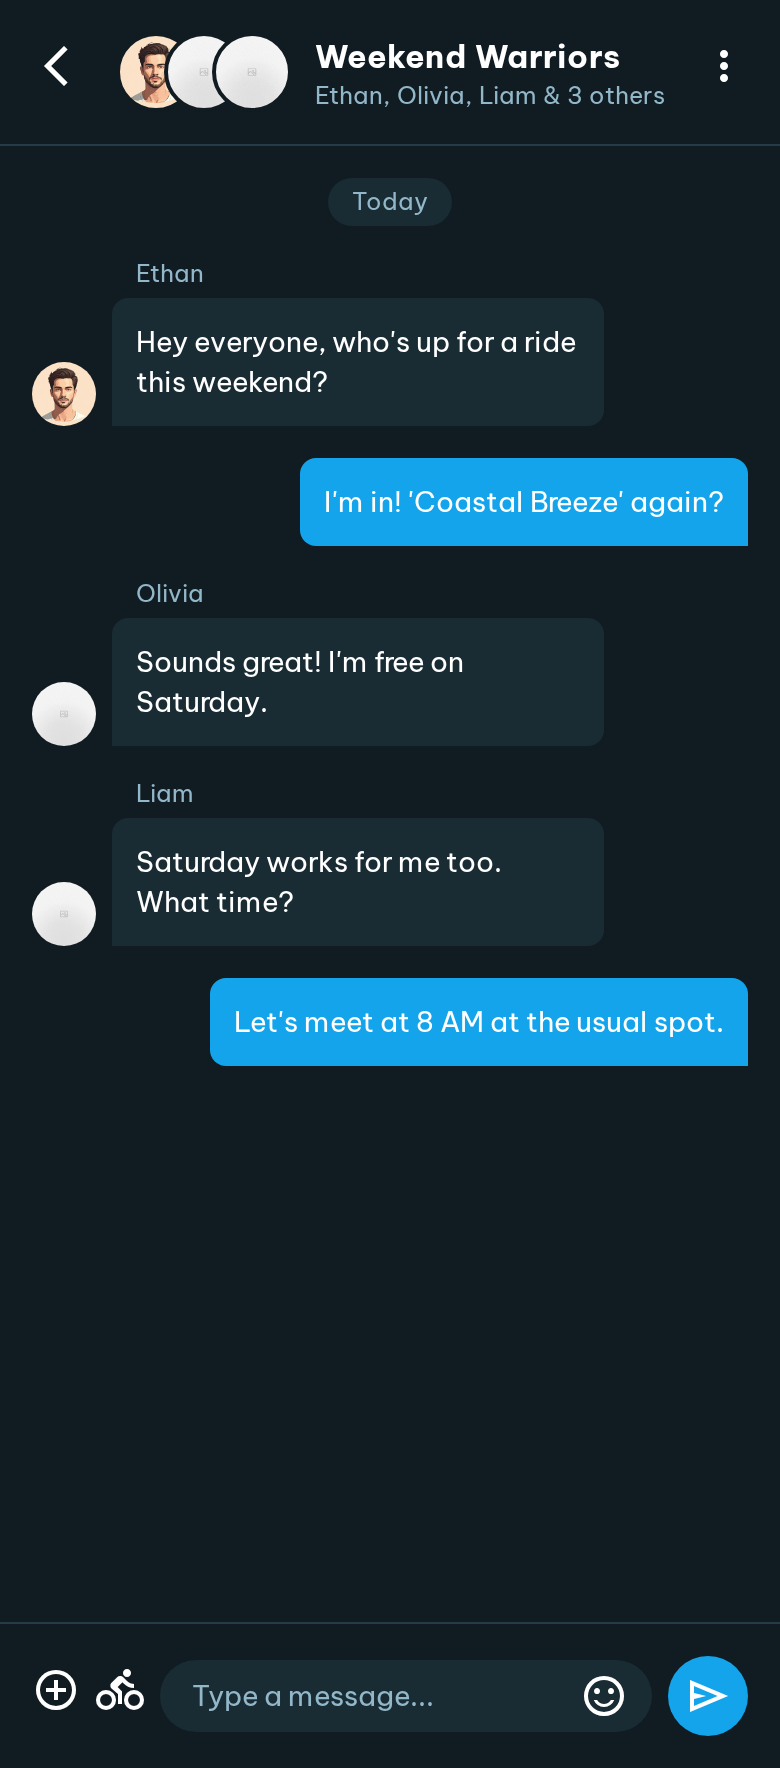 Weekend Warriors
Ethan, Olivia, Liam & 3 others
Today
Ethan
Hey everyone, who's up for a ride
this weekend?
I'm in! 'Coastal Breeze' again?
Olivia
Sounds great! I'm free on
Saturday.
Liam
Saturday works for me too.
What time?
Let's meet at 8 AM at the usual spot.
Type a message...